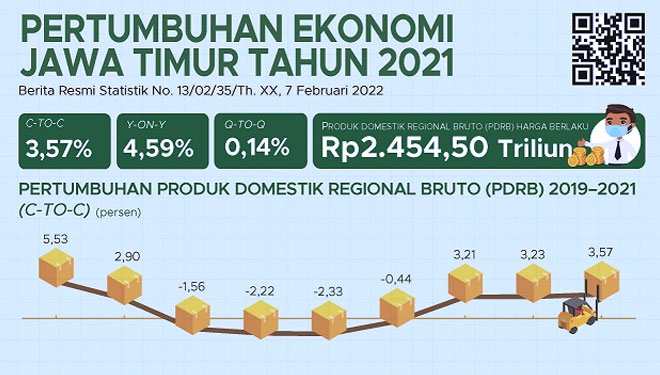 PERTUMBUHAN EKONOMI
JAWA TIMUR TAHUN 2021
Berita Resmi Statistik No. 13/02/35/Th. XX, 7 Februari 2022
C-TO-C
3,57%
Y-ON-Y
4,59%
Q-TO-Q
0,14%
PRODUK DOMESTIK REGIONAL BRUTO (PDRB) HARGA BERLAKU
Rp2.454,50 Triliun
PERTUMBUHAN PRODUK DOMESTIK REGIONAL BRUTO (PDRB) 2019–2021
(C-TO-C) (persen)
5,53
2,90
-1,56
-2,22
-2,33
-0,44
3,21
3,23
3,57